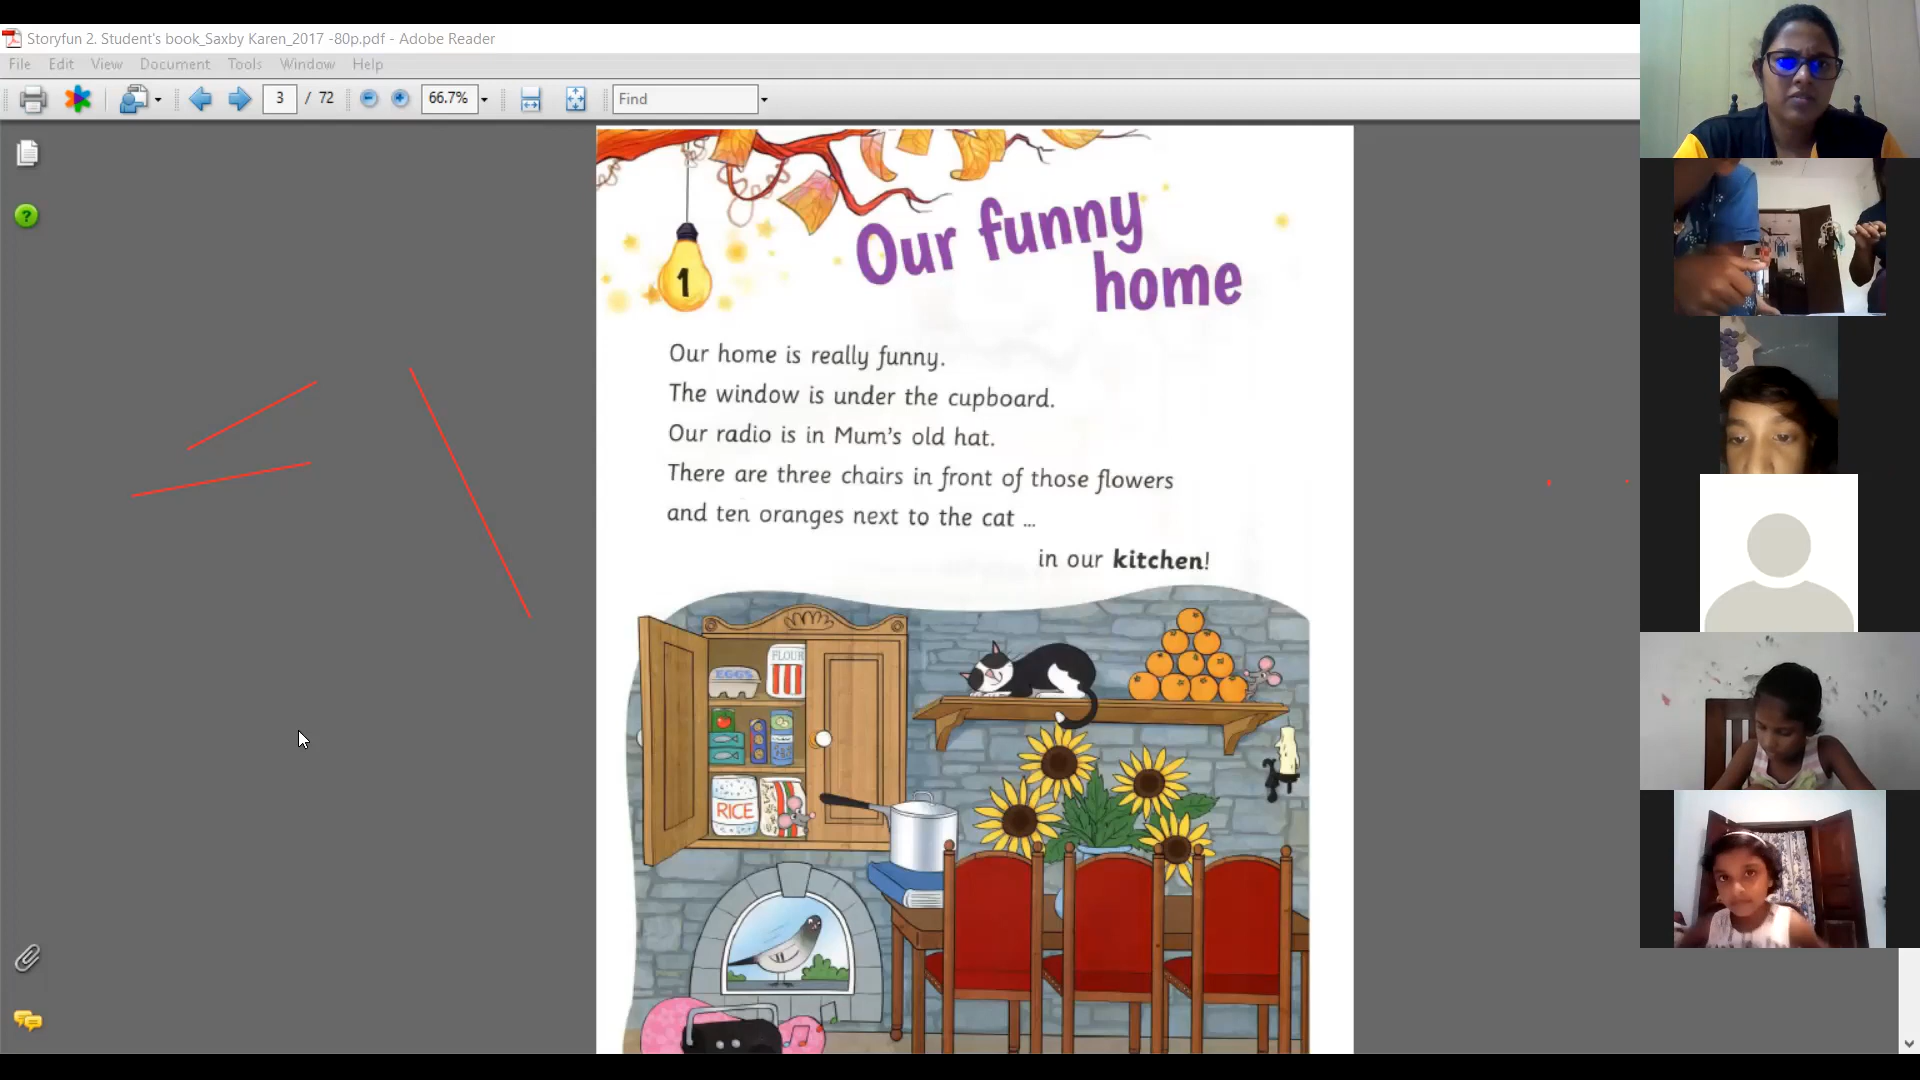 Storyfun 2. Student's book_Saxby Karen_2017 -80p.pdf - Adobe Reader
File Edit View Document Tools Window Help
3 / 72 66.7% Find
?
1
Our funny
home
Our home is really funny.
The window is under the cupboard.
Our radio is in Mum's old hat.
There are three chairs in front of those flowers
and ten oranges next to the cat ...
in our kitchen!
FLOUR
EGGS
RICE